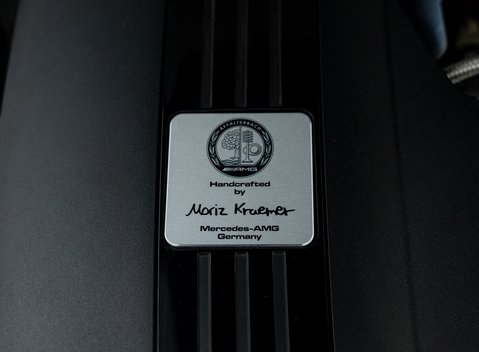 AFFALTERBACH
AMG
Handcrafted
by
Moriz Kraemer
Mercedes-AMG
Germany